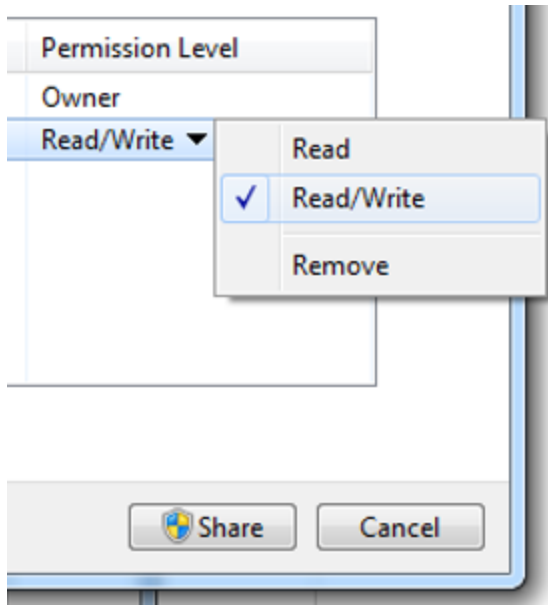 Permission Level
Owner
Read/Write
Read
Read/Write
Remove
Share
Cancel